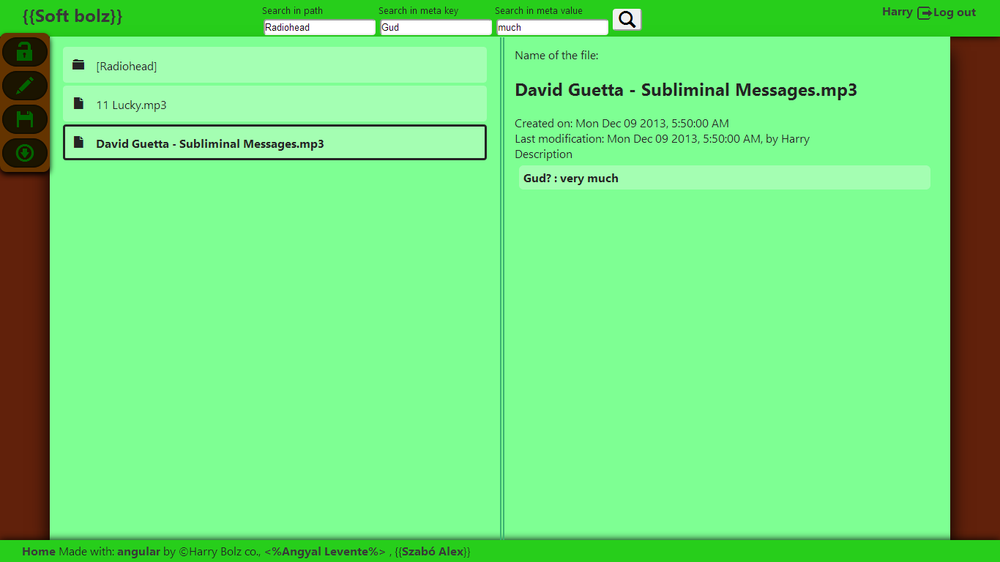 {{Soft bolz}}
Search in path Search in meta key Search in meta value
Radiohead Gud much
Harry Log out
[Radiohead]
11 Lucky.mp3
David Guetta - Subliminal Messages.mp3
Name of the file:
David Guetta - Subliminal Messages.mp3
Created on: Mon Dec 09 2013, 5:50:00 AM
Last modification: Mon Dec 09 2013, 5:50:00 AM, by Harry
Description
Gud? : very much
Home Made with: angular by ©Harry Bolz co., <%Angyal Levente%> , {{Szabó Alex}}